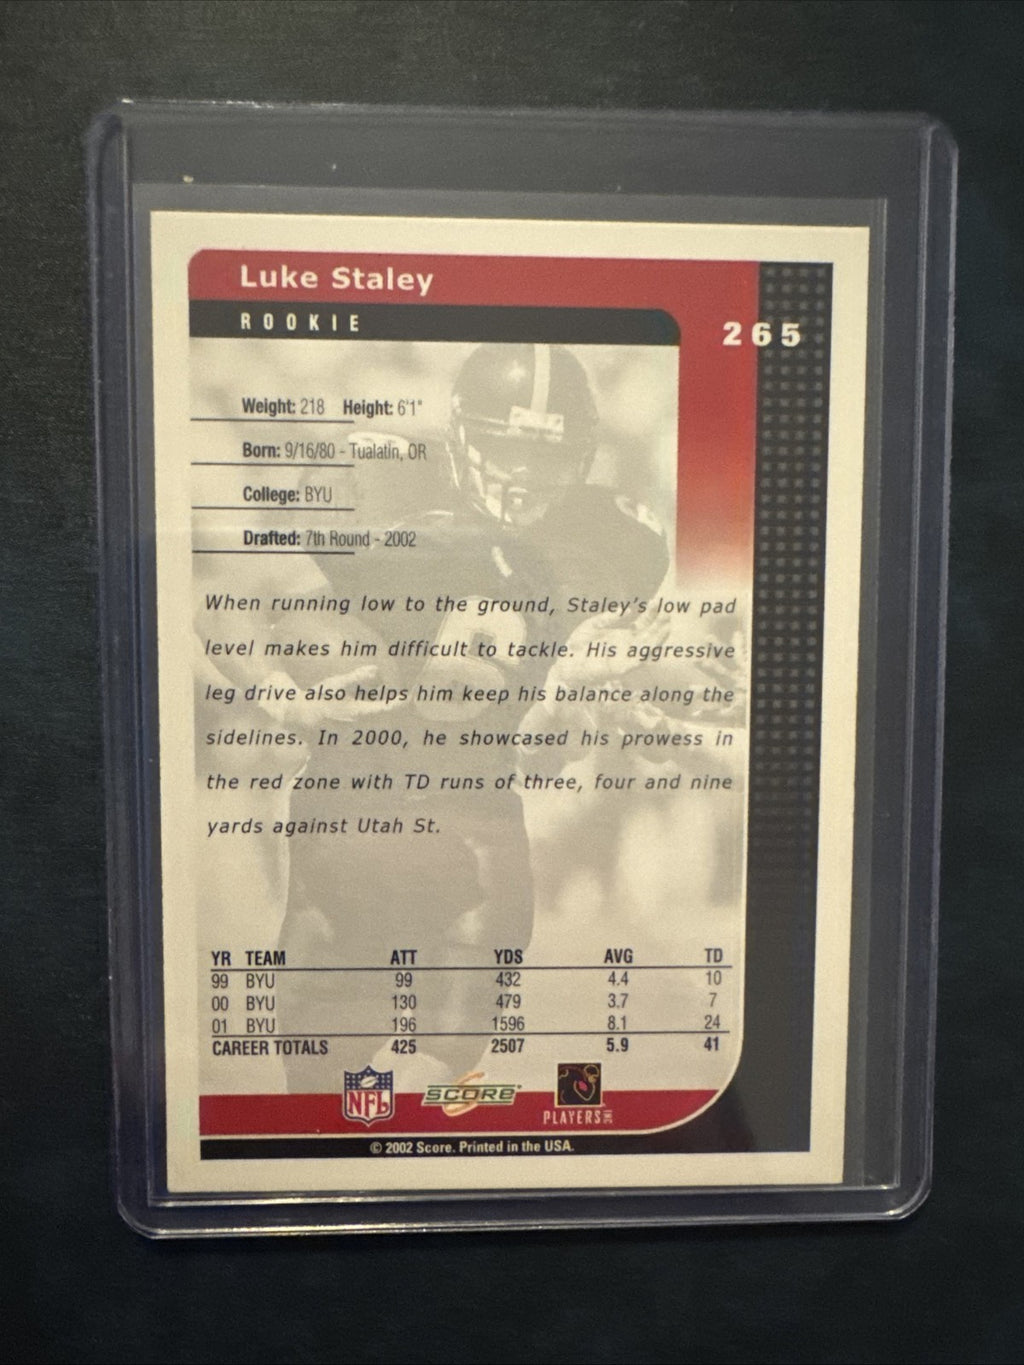 Luke Staley
ROOKIE
265
Weight: 218 Height: 6'1"
Born: 9/16/80 - Tualatin, OR
College: BYU
Drafted: 7th Round - 2002
When running low to the ground, Staley's low pad
level makes him difficult to tackle. His aggressive
leg drive also helps him keep his balance along the
sidelines. In 2000, he showcased his prowess in
the red zone with TD runs of three, four and nine
yards against Utah St.
YR TEAM ATT YDS AVG TD
99 BYU 99 432 4.4 10
00 BYU 130 479 3.7 7
01 BYU 196 1596 8.1 24
CAREER TOTALS 425 2507 5.9 41
NFL SCORE PLAYERS INC
© 2002 Score. Printed in the USA.